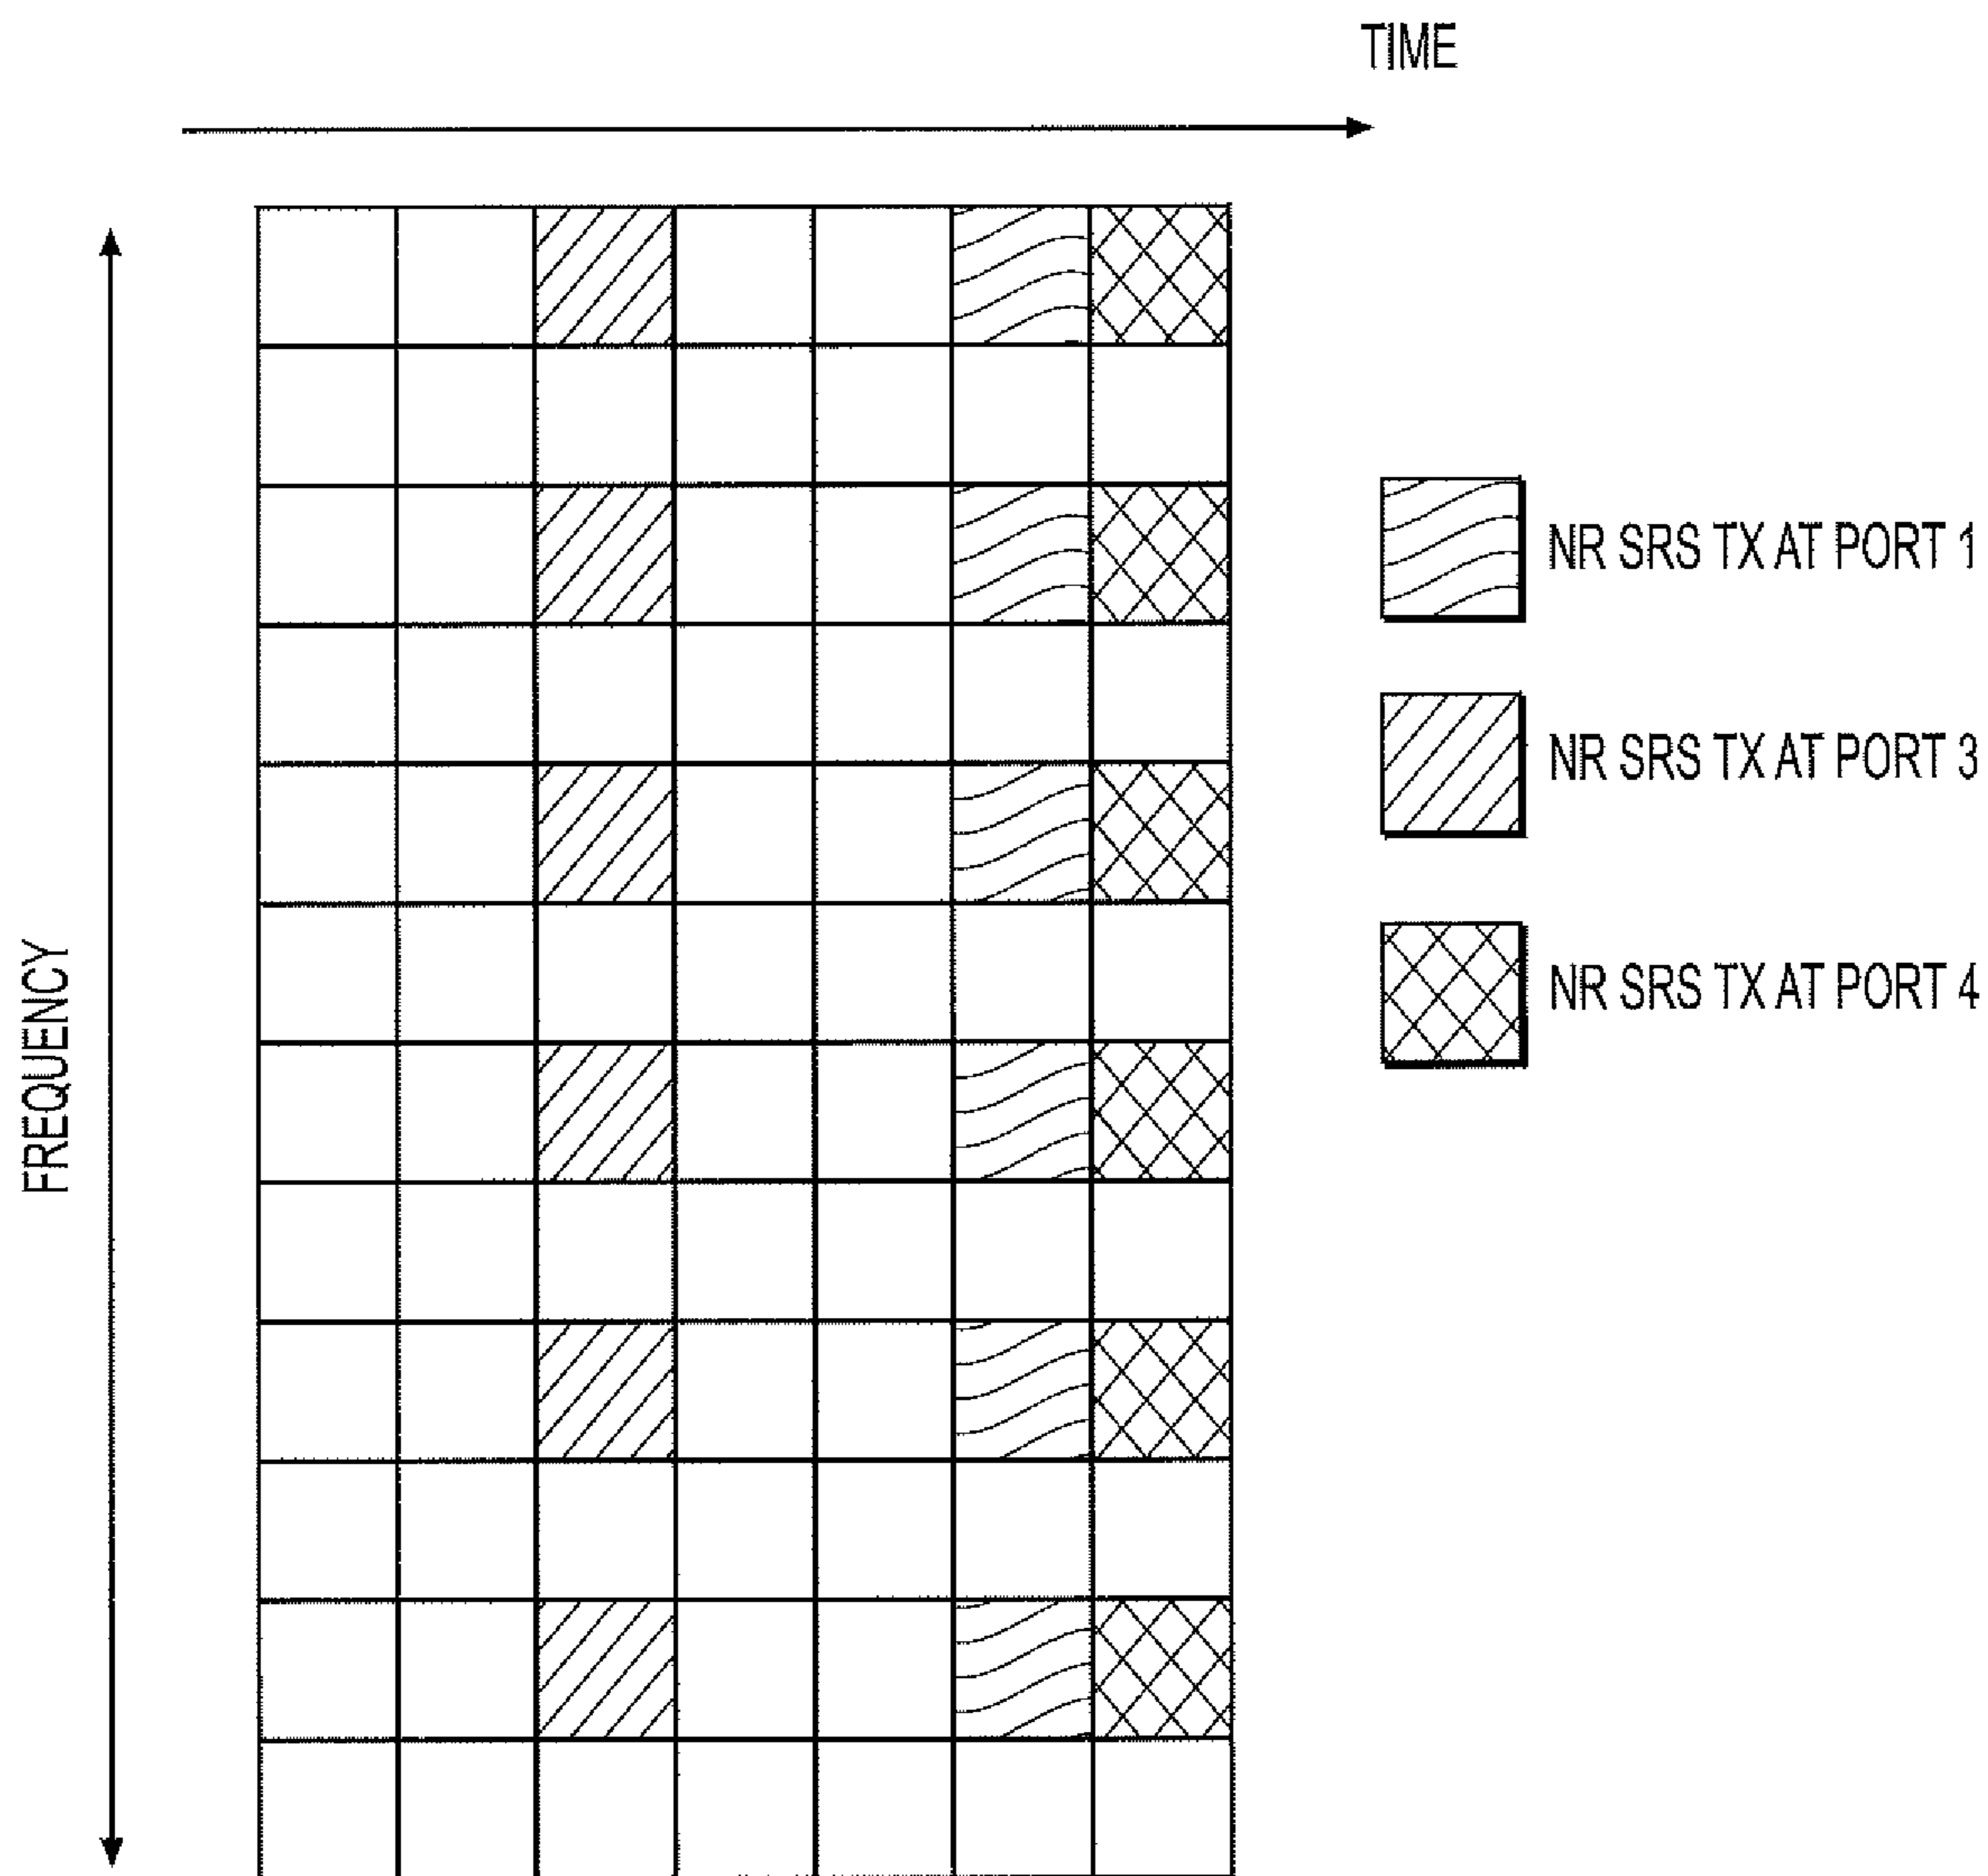 TIME
FREQUENCY
NR SRS TX AT PORT 1
NR SRS TX AT PORT 3
NR SRS TX AT PORT 4